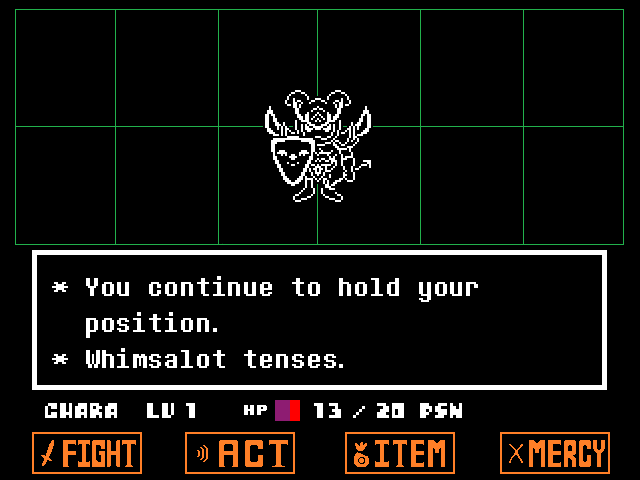 * You continue to hold your
position.
* Whimsalot tenses.
CHARA LV 1 HP 13 / 20 PSN
FIGHT ACT ITEM MERCY